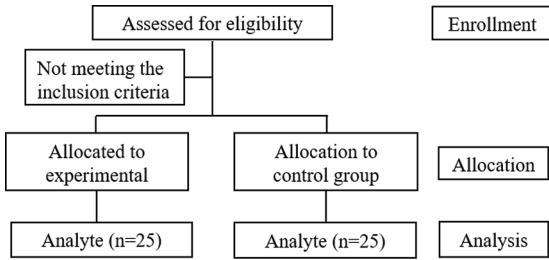 Assessed for eligibility
Enrollment
Not meeting the
inclusion criteria
Allocated to
experimental
Allocation to
control group
Allocation
Analyte (n=25)
Analyte (n=25)
Analysis